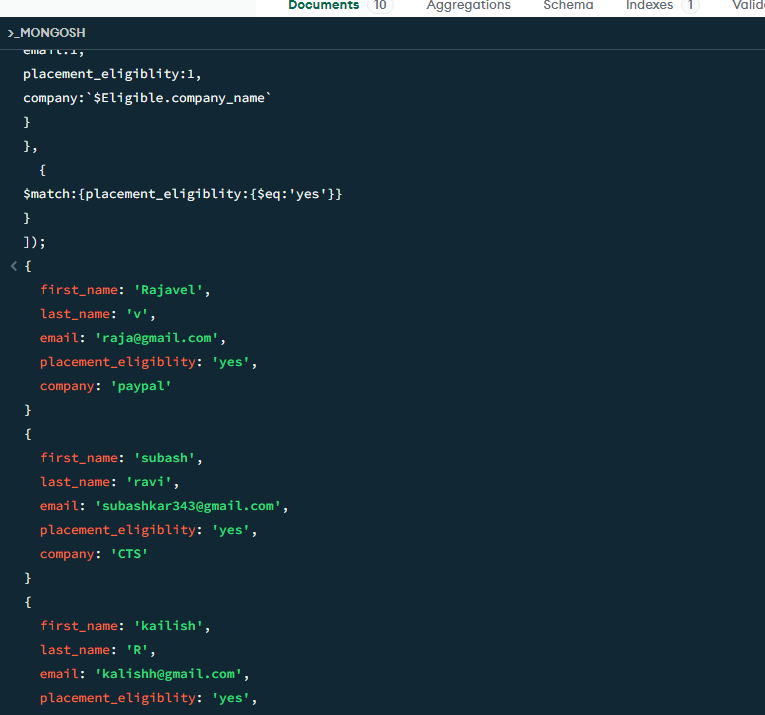 Documents 10 Aggregations Schema Indexes 1 Valid
>_MONGOSH
email:1,
placement_eligiblity:1,
company:`$Eligible.company_name`
}
},
{
$match:{placement_eligiblity:{$eq:'yes'}}
}
]);
< {
first_name: 'Rajavel',
last_name: 'v',
email: 'raja@gmail.com',
placement_eligiblity: 'yes',
company: 'paypal'
}
{
first_name: 'subash',
last_name: 'ravi',
email: 'subashkar343@gmail.com',
placement_eligiblity: 'yes',
company: 'CTS'
}
{
first_name: 'kailish',
last_name: 'R',
email: 'kalishh@gmail.com',
placement_eligiblity: 'yes',